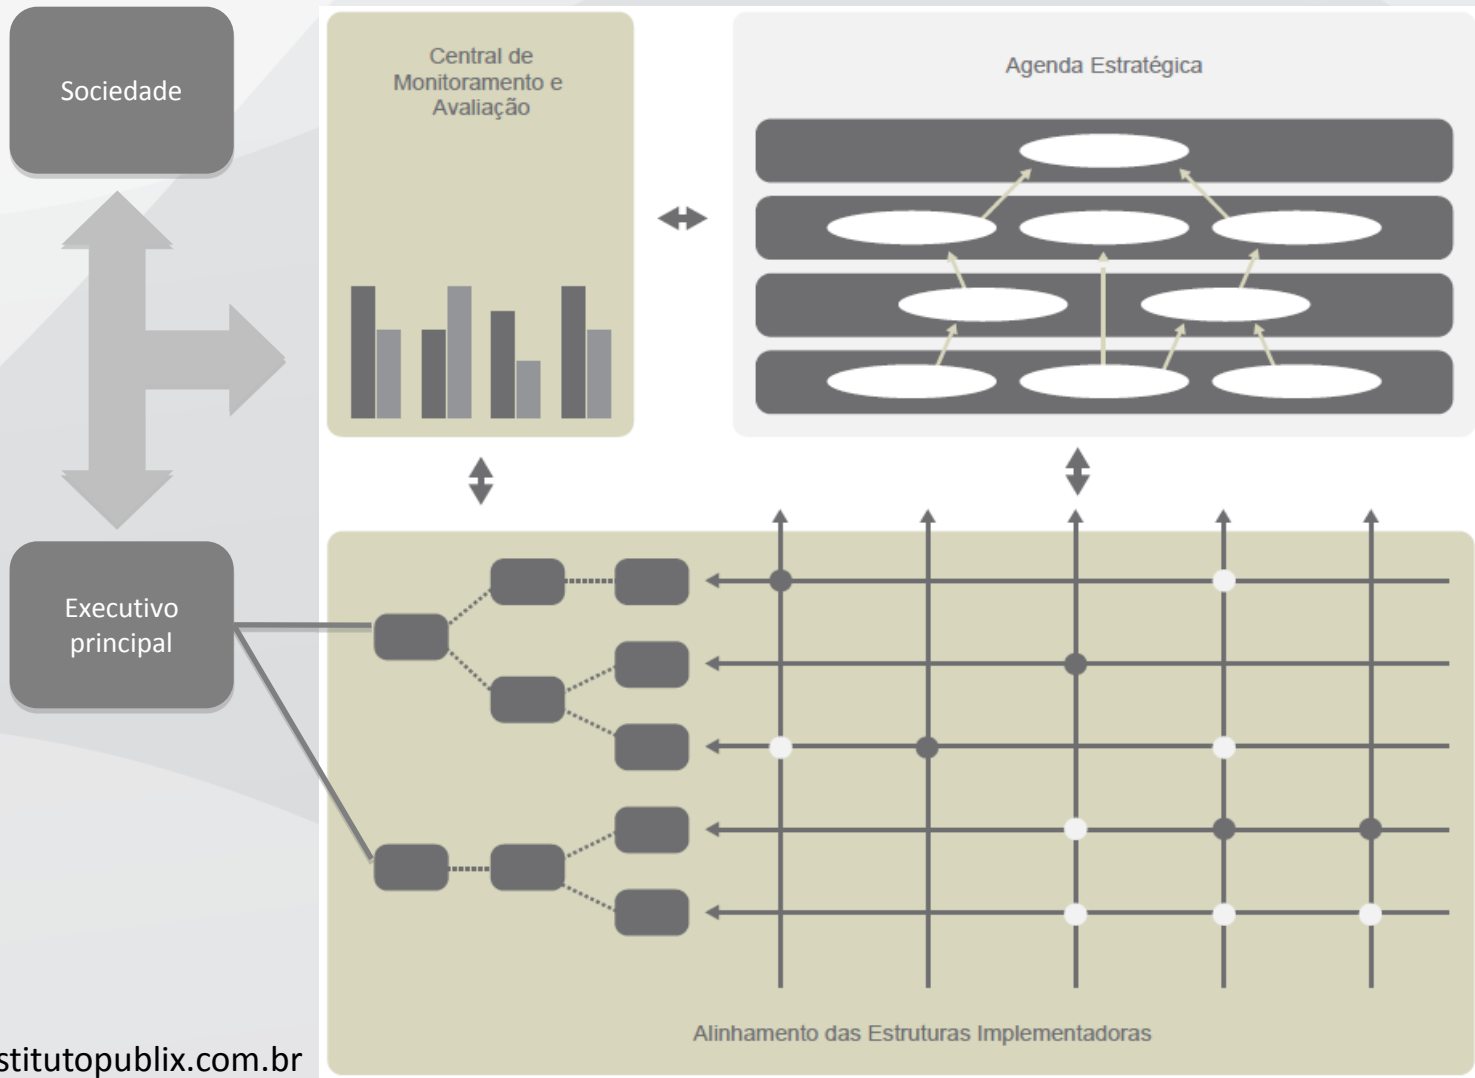 Sociedade
Central de
Monitoramento e
Avaliação
Agenda Estratégica
Executivo
principal
Alinhamento das Estruturas Implementadoras
stitutopublix.com.br